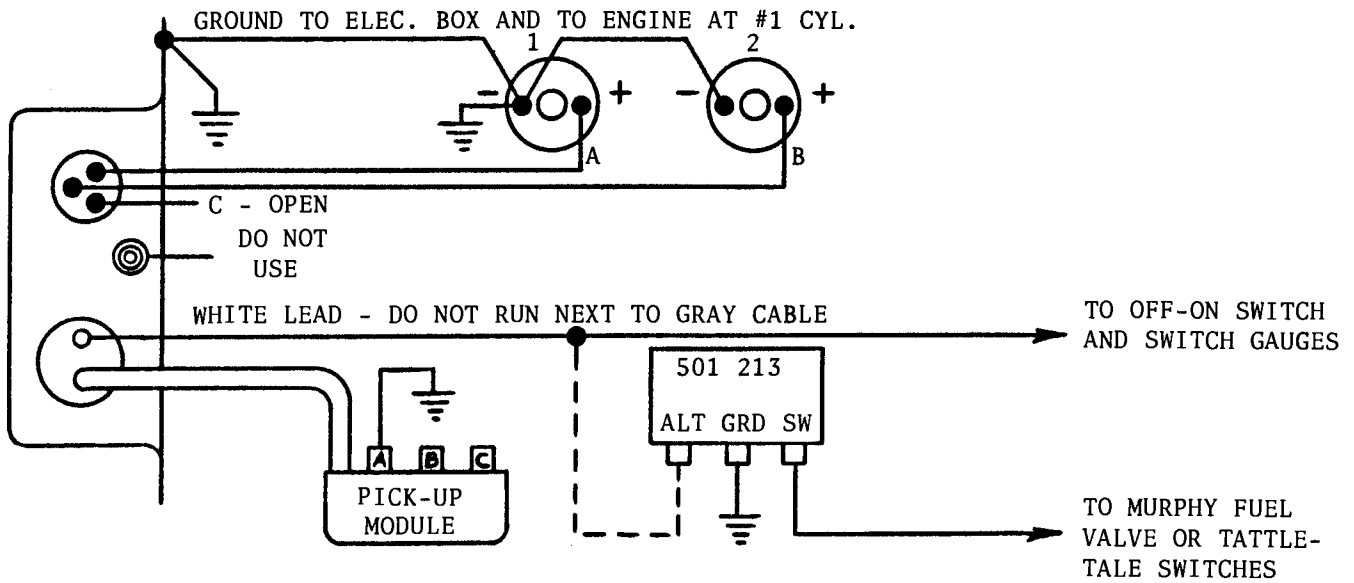 GROUND TO ELEC. BOX AND TO ENGINE AT #1 CYL.
1
2
-
+
-
+
A
B
C - OPEN
DO NOT
USE
WHITE LEAD - DO NOT RUN NEXT TO GRAY CABLE
TO OFF-ON SWITCH
AND SWITCH GAUGES
501 213
ALT GRD SW
A B C
PICK-UP
MODULE
TO MURPHY FUEL
VALVE OR TATTLE-
TALE SWITCHES